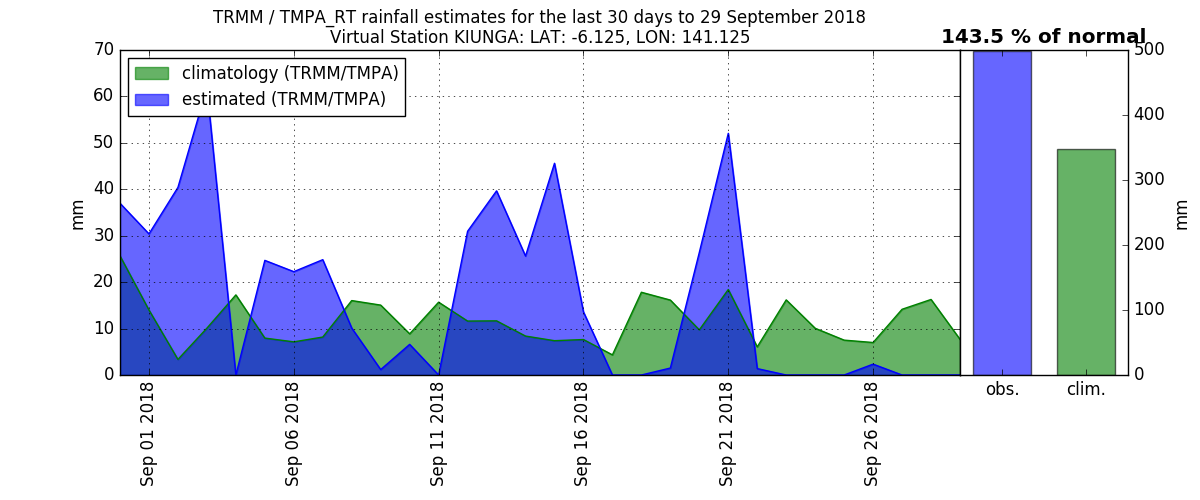 TRMM / TMPA_RT rainfall estimates for the last 30 days to 29 September 2018
Virtual Station KIUNGA: LAT: -6.125, LON: 141.125
143.5 % of normal
climatology (TRMM/TMPA)
estimated (TRMM/TMPA)
70
60
50
40
30
20
10
0
mm
Sep 01 2018
Sep 06 2018
Sep 11 2018
Sep 16 2018
Sep 21 2018
Sep 26 2018
500
400
300
200
100
0
mm
obs.
clim.